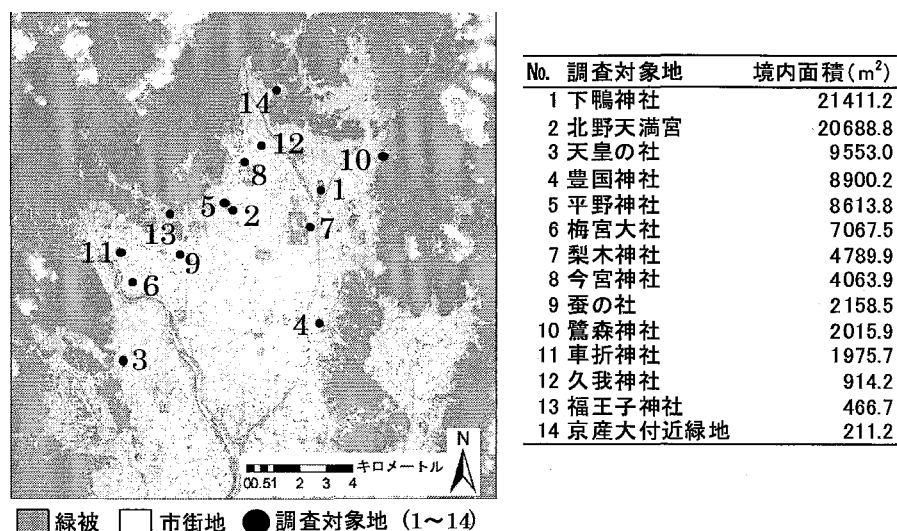 14
12
10
8
1
5
2
7
13
9
11
6
4
3
N
キロメートル
00.51 2 3 4
緑被 市街地 調査対象地 (1~14)
No. 調査対象地 境内面積(m²)
1 下鴨神社 21411.2
2 北野天満宮 20688.8
3 天皇の社 9553.0
4 豊国神社 8900.2
5 平野神社 8613.8
6 梅宮大社 7067.5
7 梨木神社 4789.9
8 今宮神社 4063.9
9 蚕の社 2158.5
10 鷺森神社 2015.9
11 車折神社 1975.7
12 久我神社 914.2
13 福王子神社 466.7
14 京産大付近緑地 211.2